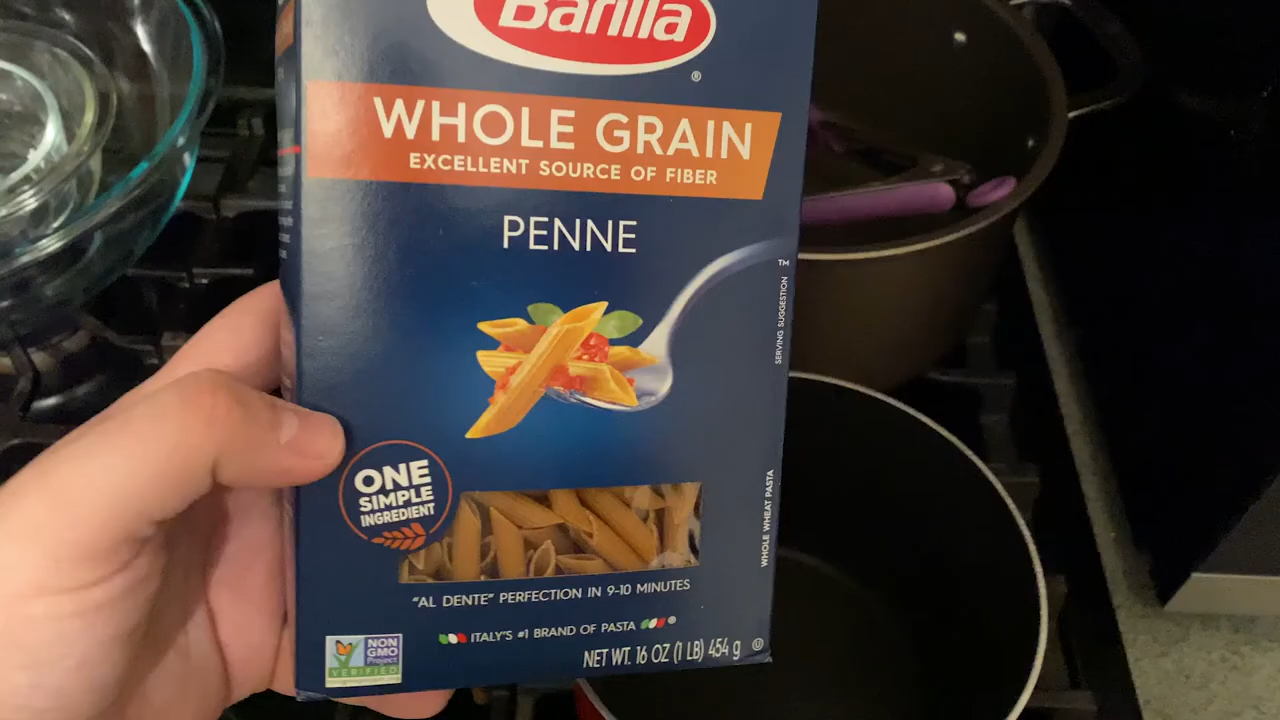 Barilla
®
WHOLE GRAIN
EXCELLENT SOURCE OF FIBER
PENNE
TM
SERVING SUGGESTION
ONE
SIMPLE
INGREDIENT
WHOLE WHEAT PASTA
"AL DENTE" PERFECTION IN 9-10 MINUTES
ITALY'S #1 BRAND OF PASTA ®
NON
GMO
Project
VERIFIED
NET WT. 16 OZ (1 LB) 454 g